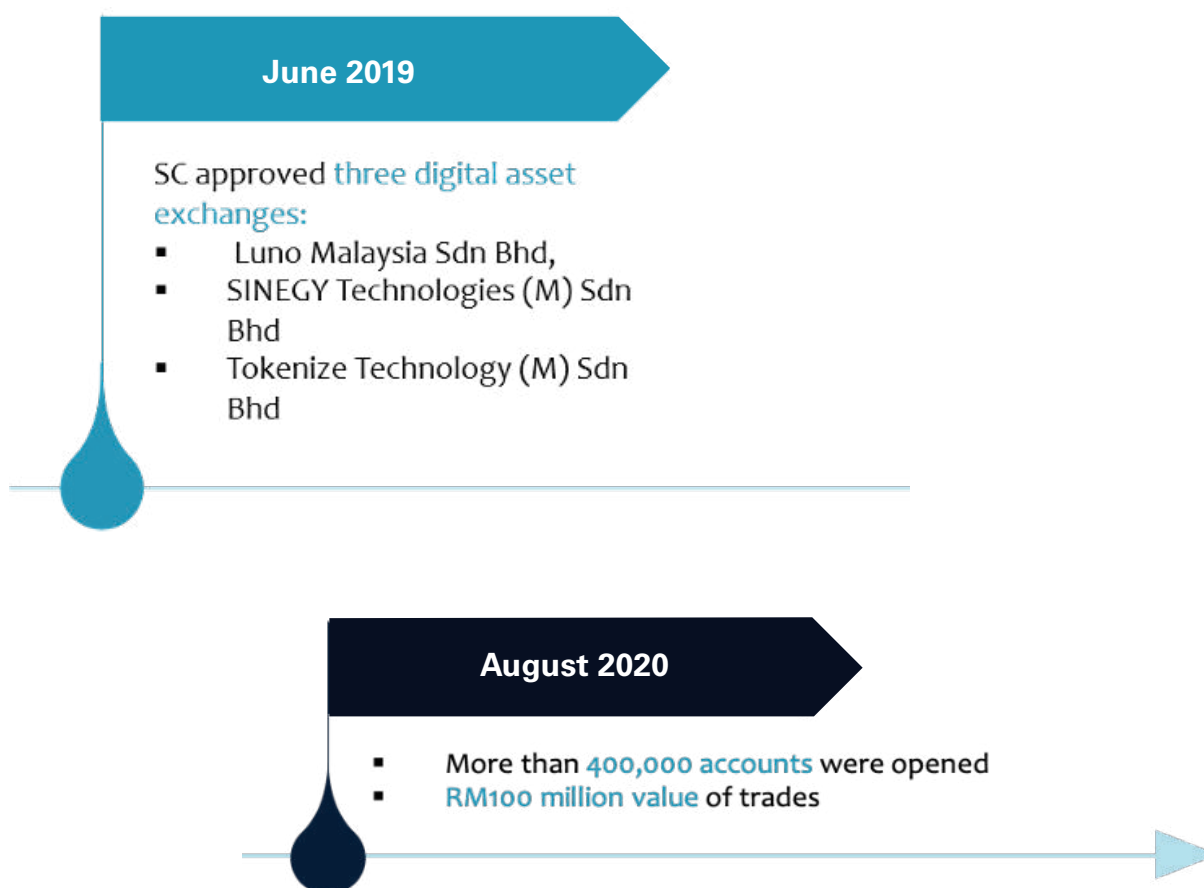 June 2019
SC approved three digital asset
exchanges:
▪ Luno Malaysia Sdn Bhd,
▪ SINEGY Technologies (M) Sdn
Bhd
▪ Tokenize Technology (M) Sdn
Bhd
August 2020
▪ More than 400,000 accounts were opened
▪ RM100 million value of trades